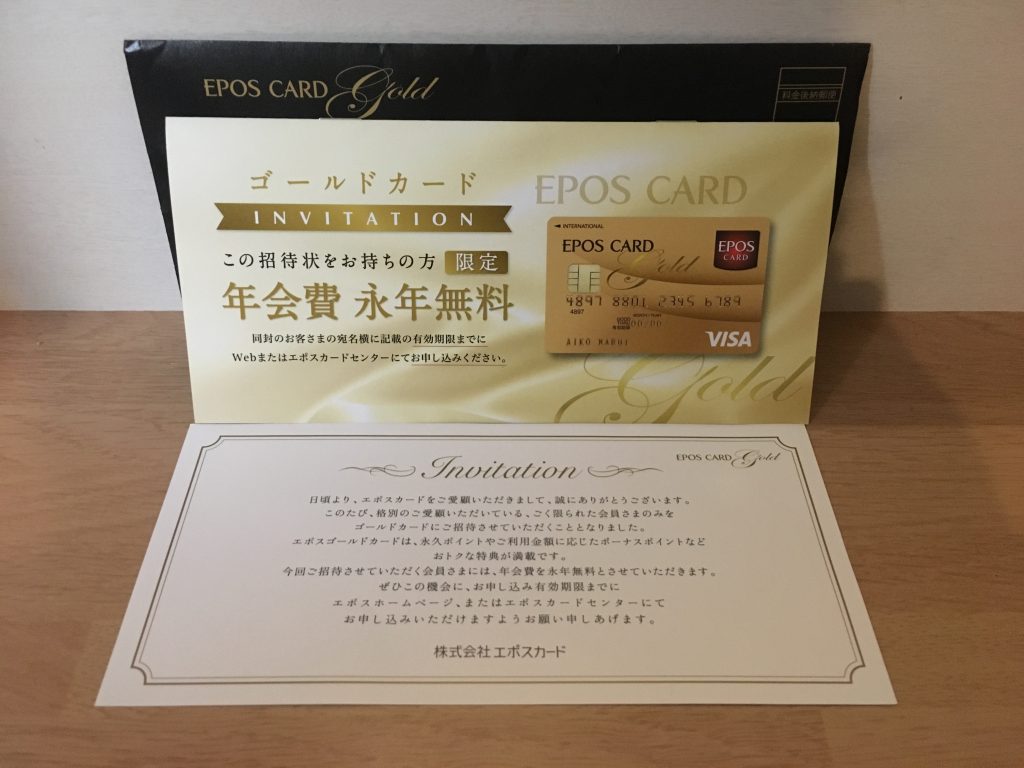 EPOS CARD Gold
料金後納郵便
ゴールドカード
INVITATION
この招待状をお持ちの方 限定
年会費 永年無料
同封のお客さまの宛名横に記載の有効期限までに
Webまたはエポスカードセンターにてお申し込みください。
EPOS CARD
INTERNATIONAL
EPOS CARD
Gold
EPOS
CARD
4897 8801 2345 6789
4897
00/00
AIKO MARUI
VISA
Gold
Invitation
EPOS CARD Gold
日頃より、エポスカードをご愛顧いただきまして、誠にありがとうございます。
このたび、格別のご愛顧いただいている、ごく限られた会員さまのみを
ゴールドカードにご招待させていただくこととなりました。
エポスゴールドカードは、永久ポイントやご利用金額に応じたボーナスポイントなど
おトクな特典が満載です。
今回ご招待させていただく会員さまには、年会費を永年無料とさせていただきます。
ぜひこの機会に、お申し込み有効期限までに
エポスホームページ、またはエポスカードセンターにて
お申し込みいただけますようお願い申しあげます。
株式会社 エポスカード